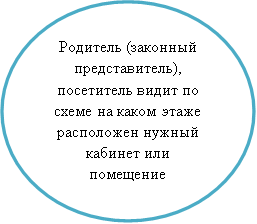 Родитель (законный
представитель),
посетитель видит по
схеме на каком этаже
расположен нужный
кабинет или
помещение